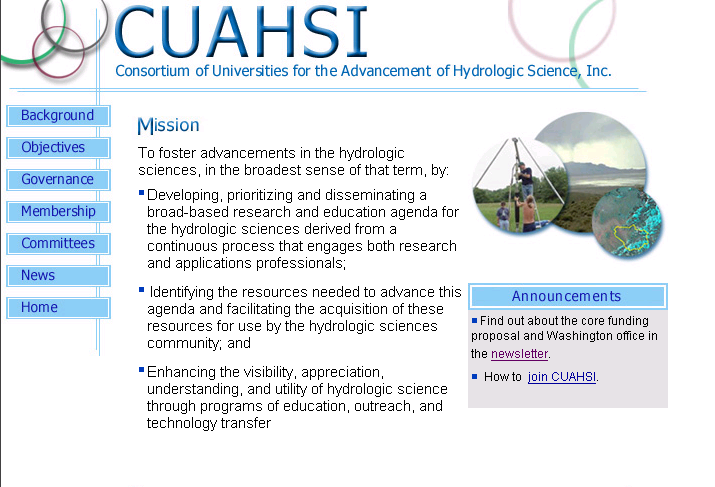 CUAHSI
Consortium of Universities for the Advancement of Hydrologic Science, Inc.
Background
Objectives
Governance
Membership
Committees
News
Home
Mission
To foster advancements in the hydrologic
sciences, in the broadest sense of that term, by:
Developing, prioritizing and disseminating a
broad-based research and education agenda for
the hydrologic sciences derived from a
continuous process that engages both research
and applications professionals;
Identifying the resources needed to advance this
agenda and facilitating the acquisition of these
resources for use by the hydrologic sciences
community; and
Enhancing the visibility, appreciation,
understanding, and utility of hydrologic science
through programs of education, outreach, and
technology transfer
Announcements
Find out about the core funding
proposal and Washington office in
the newsletter.
How to join CUAHSI.